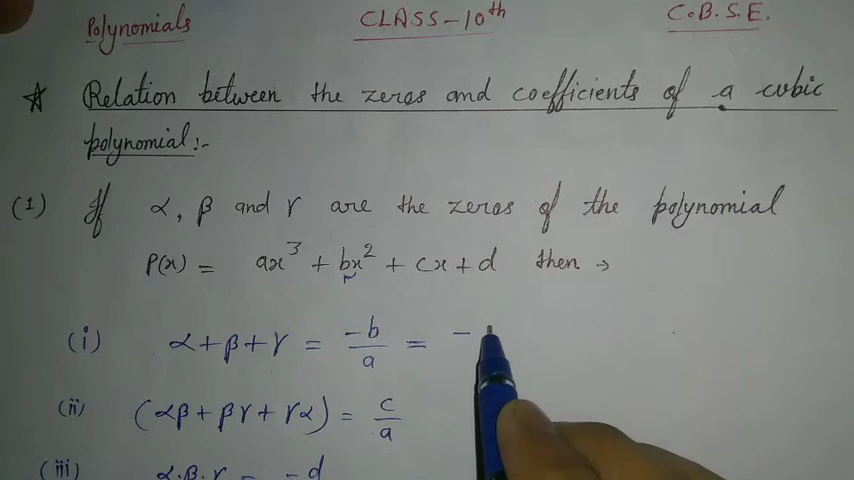 Polynomials CLASS-10th C.B.S.E.
☆ Relation between the zeros and coefficients of a cubic
polynomial:-
(1) If α, β and γ are the zeros of the polynomial
P(x) = ax³ + bx² + cx + d then →
(i) α+β+γ = -b/a = -
(ii) (αβ+βγ+γα) = c/a
(iii) α.β.γ = -d